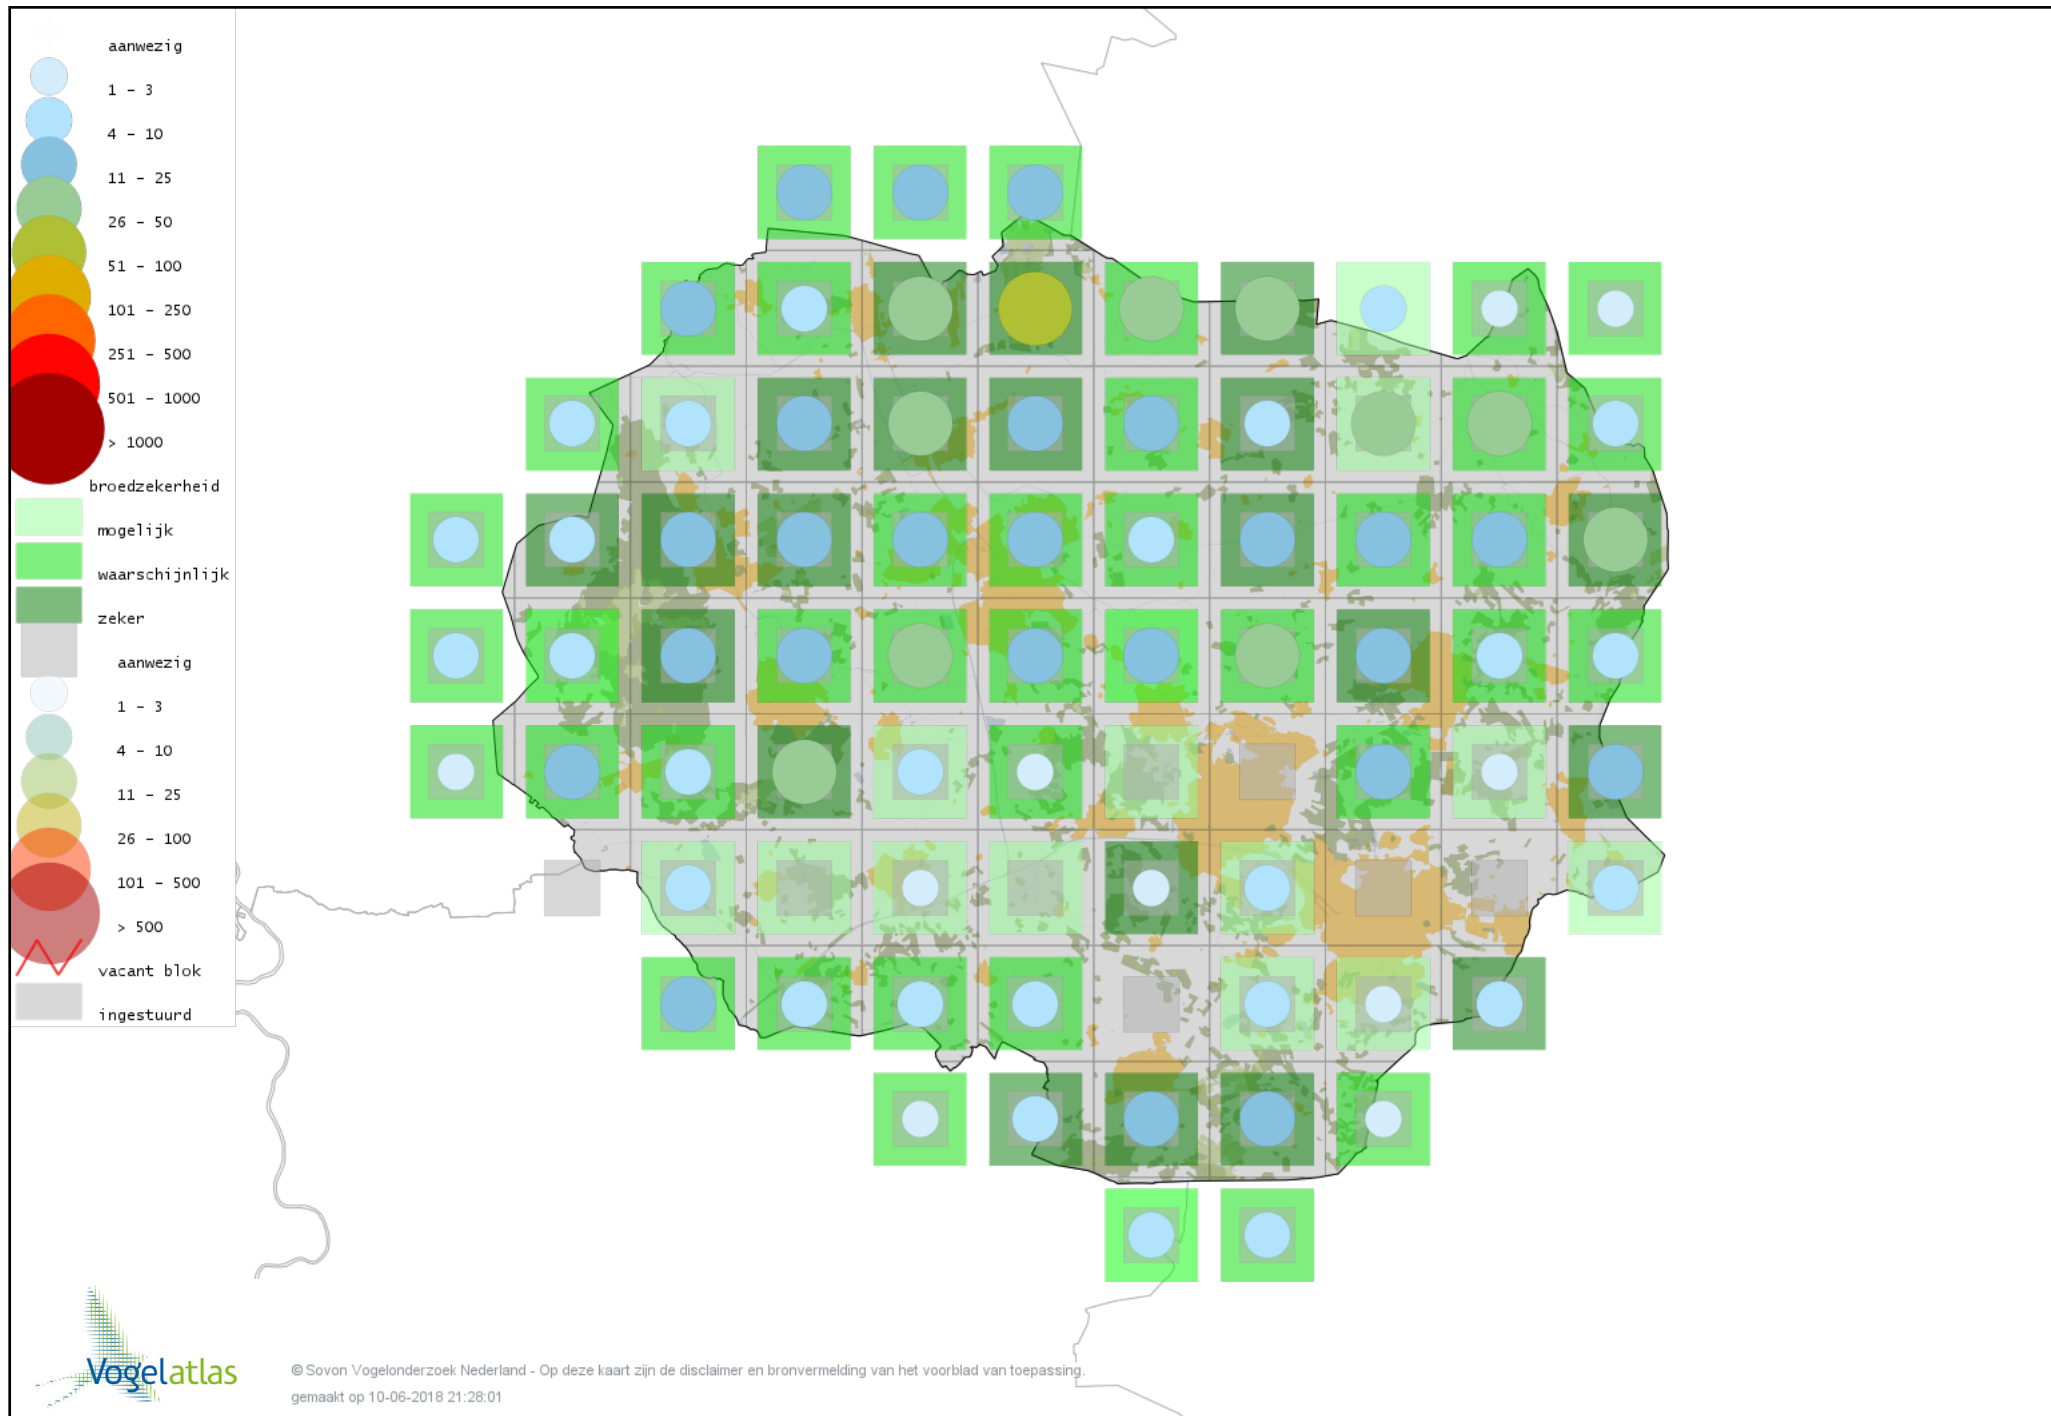 aanwezig
1 - 3
4 - 10
11 - 25
26 - 50
51 - 100
101 - 250
251 - 500
501 - 1000
> 1000
broedzekerheid
mogelijk
waarschijnlijk
zeker
aanwezig
1 - 3
4 - 10
11 - 25
26 - 100
101 - 500
> 500
vacant blok
ingestuurd
Vogelatlas
© Sovon Vogelonderzoek Nederland - Op deze kaart zijn de disclaimer en bronvermelding van het voorblad van toepassing.
gemaakt op 10-06-2018 21:28:01